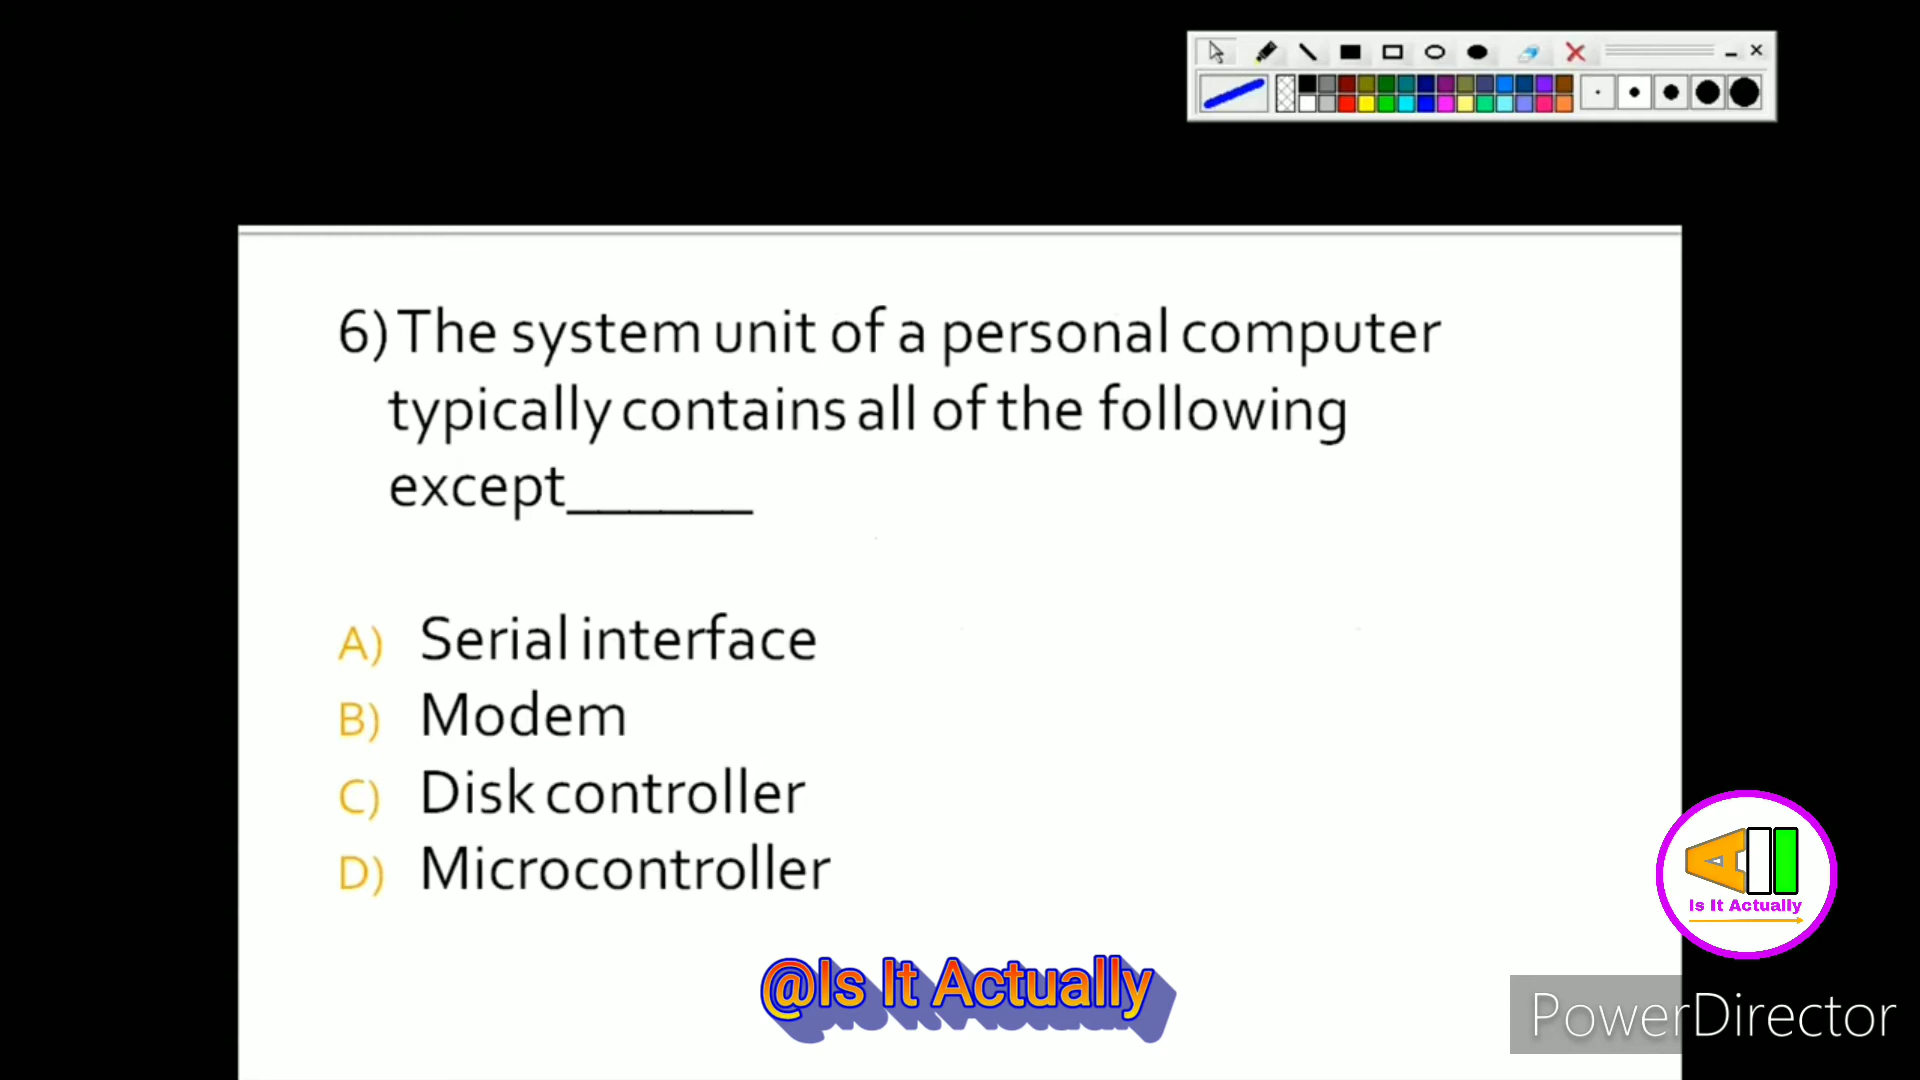 6) The system unit of a personal computer
typically contains all of the following
except______
A) Serial interface
B) Modem
C) Disk controller
D) Microcontroller
AII
Is It Actually
@Is It Actually
PowerDirector